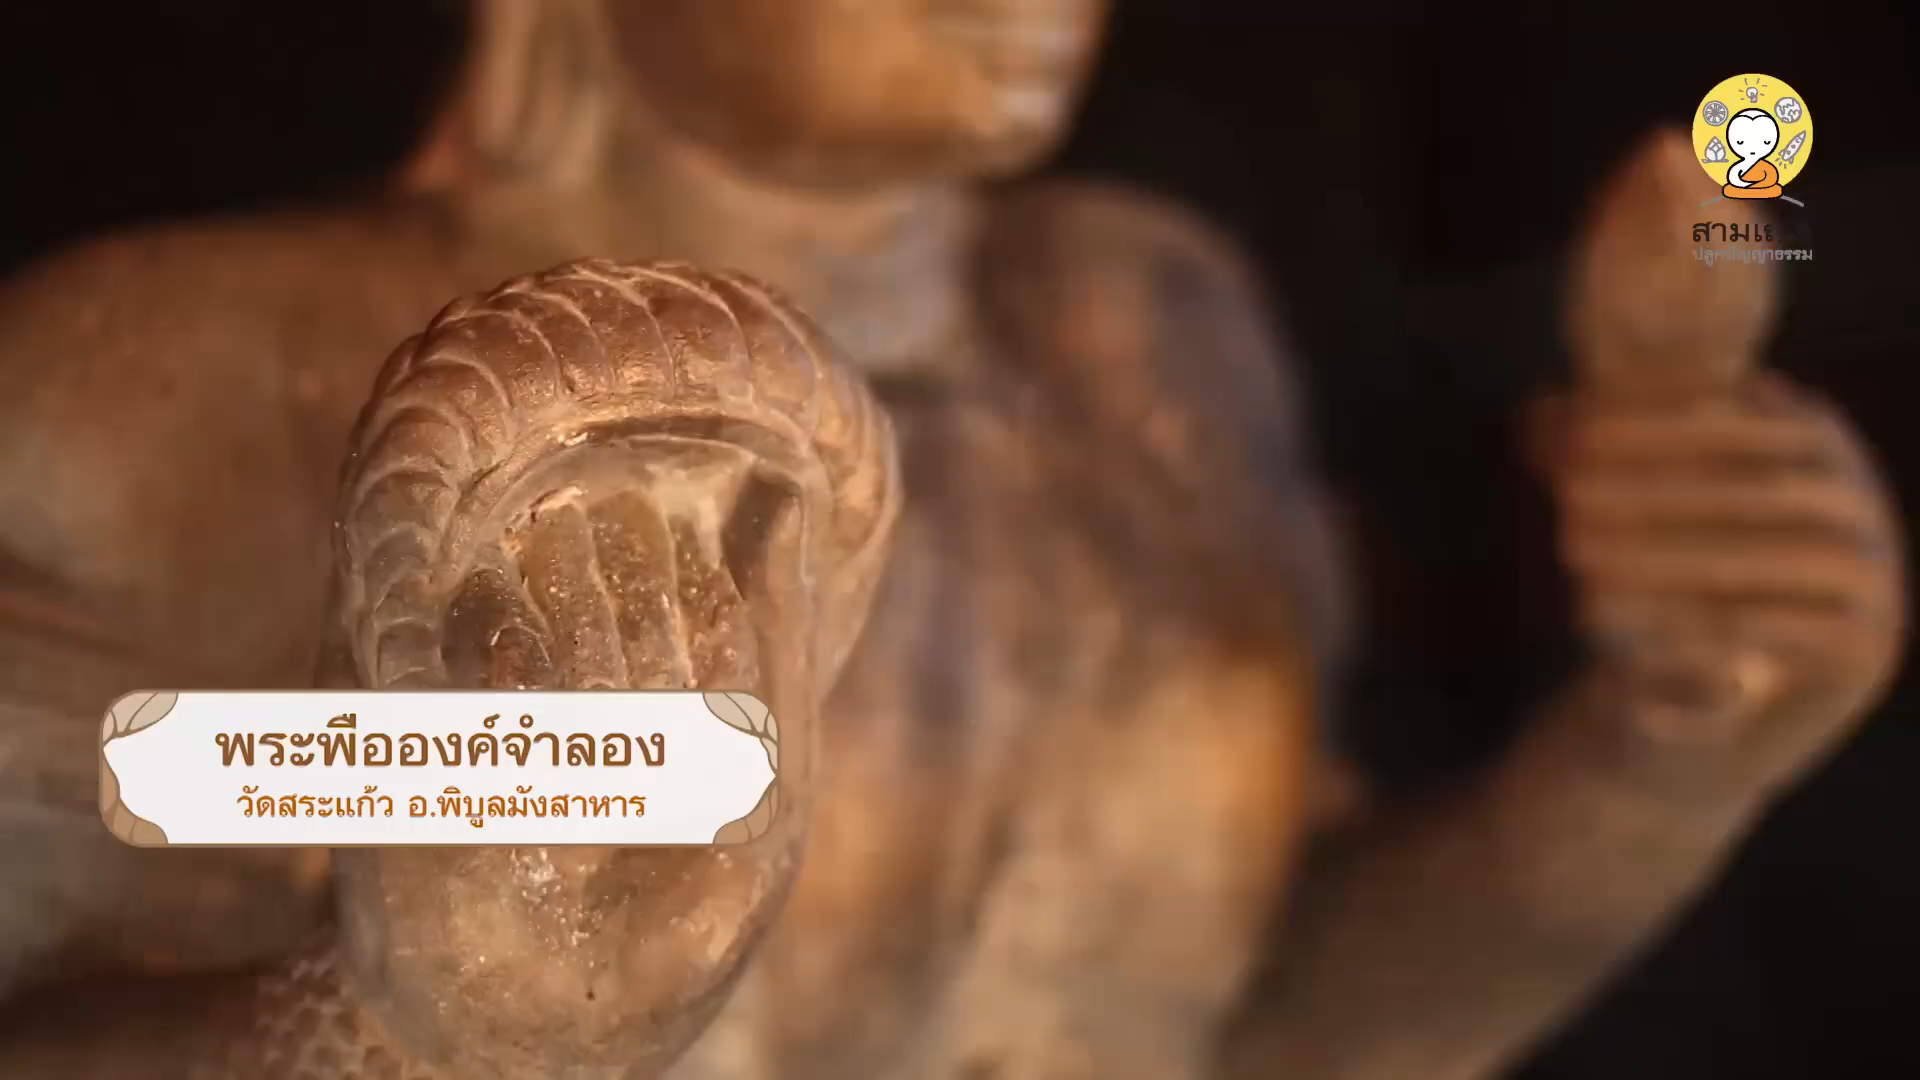 พระพืออองค์จำลอง
วัดสระแก้ว อ.พิบูลมังสาหาร